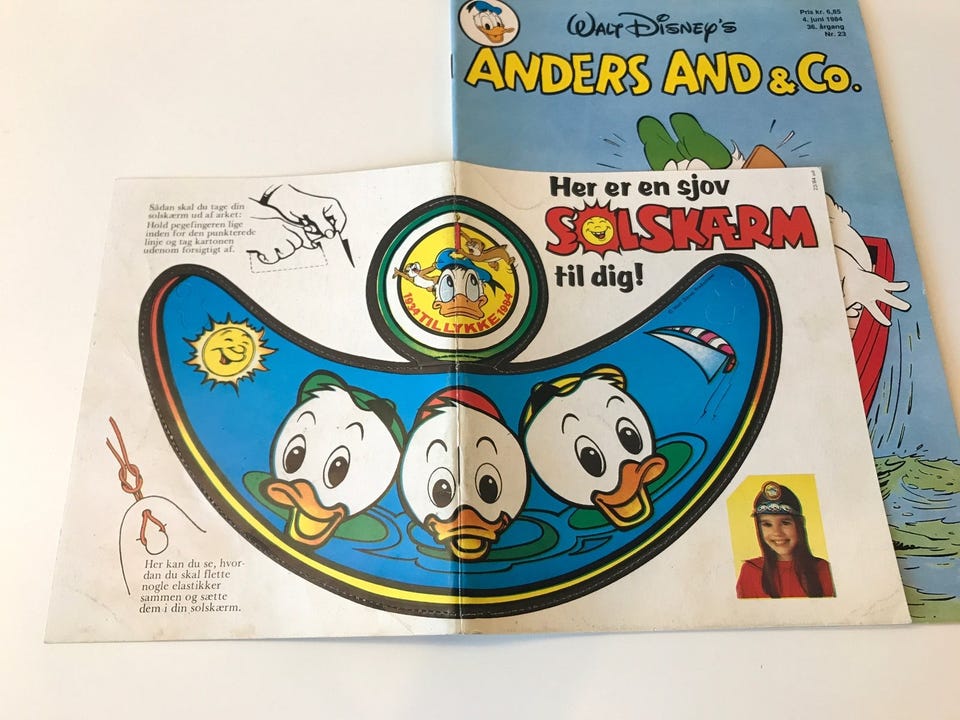 WALT DISNEY'S
ANDERS AND & CO.
Pris kr. 6,85
4. juni 1984
36. årgang
Nr. 23
Her er en sjov
SOLSKÆRM
til dig!
Sådan skal du tage din
solskærm ud af arket:
Hold pegefingeren lige
inden for den punkterede
linje og tag kartonen
udenom forsigtigt af.
1934 TIL LYKKE 1984
Her kan du se, hvor-
dan du skal flette
nogle elastikker
sammen og sætte
dem i din solskærm.